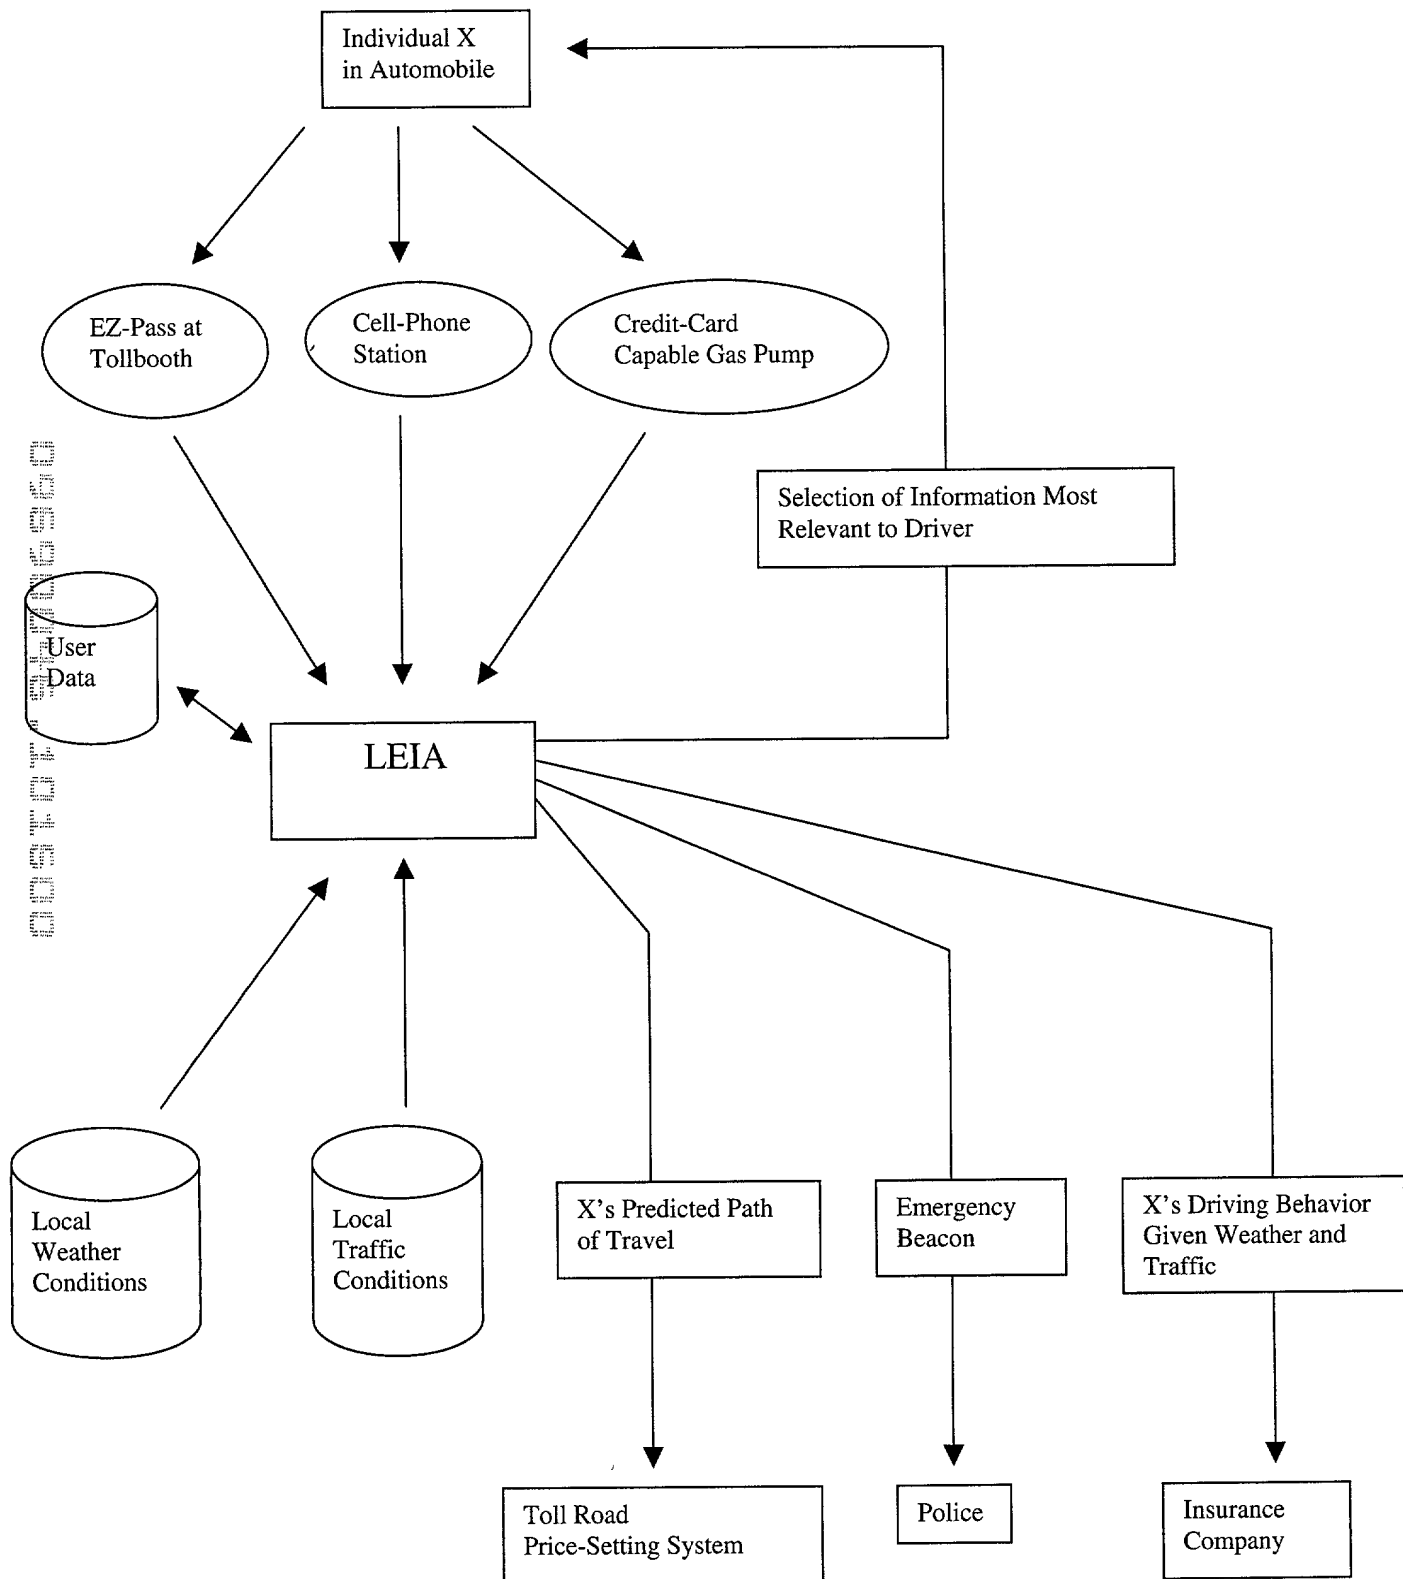 Individual X
in Automobile
EZ-Pass at
Tollbooth
Cell-Phone
Station
Credit-Card
Capable Gas Pump
Selection of Information Most
Relevant to Driver
User
Data
LEIA
Local
Weather
Conditions
Local
Traffic
Conditions
X's Predicted Path
of Travel
Emergency
Beacon
X's Driving Behavior
Given Weather and
Traffic
Toll Road
Price-Setting System
Police
Insurance
Company